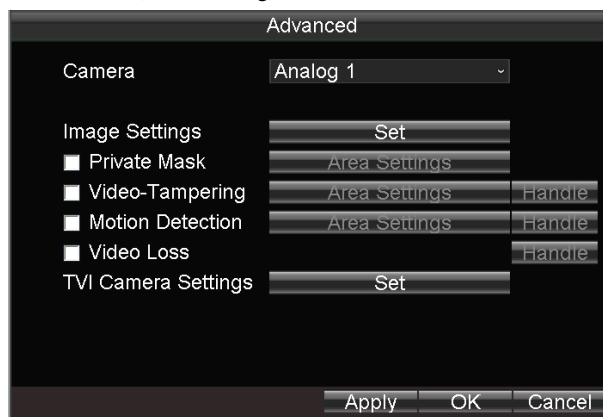 Advanced
Camera Analog 1
Image Settings Set
Private Mask Area Settings
Video-Tampering Area Settings Handle
Motion Detection Area Settings Handle
Video Loss Handle
TVI Camera Settings Set
Apply OK Cancel